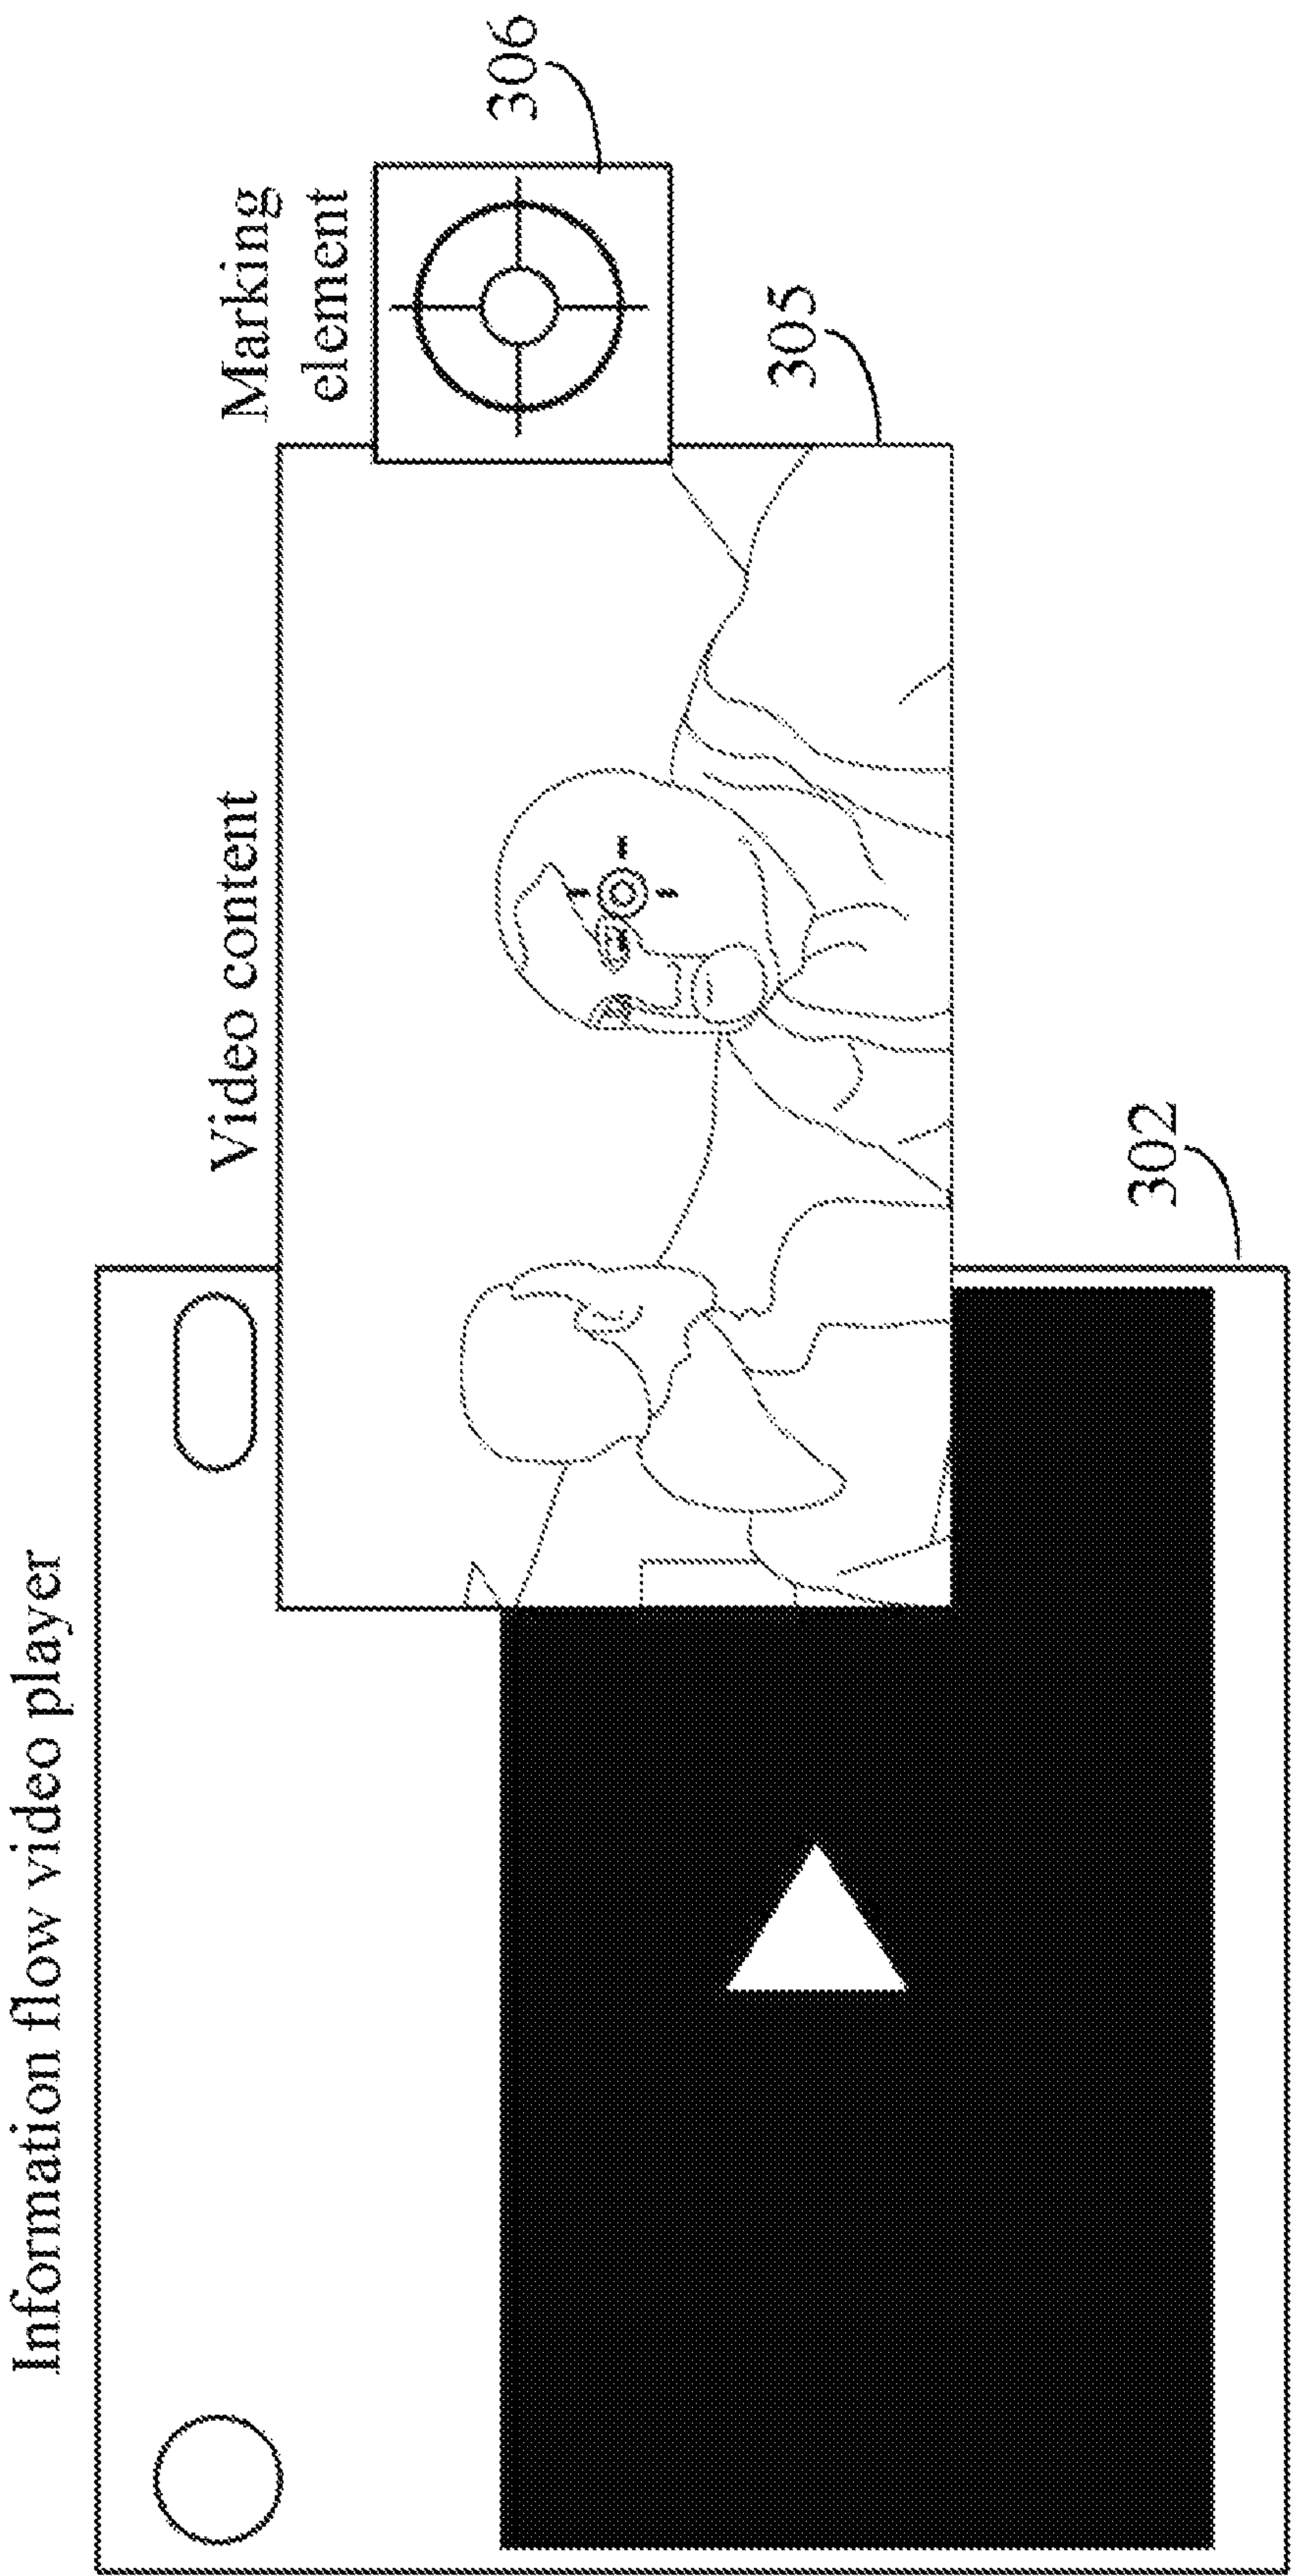 Information flow video player
Video content
Marking
element
306
305
302